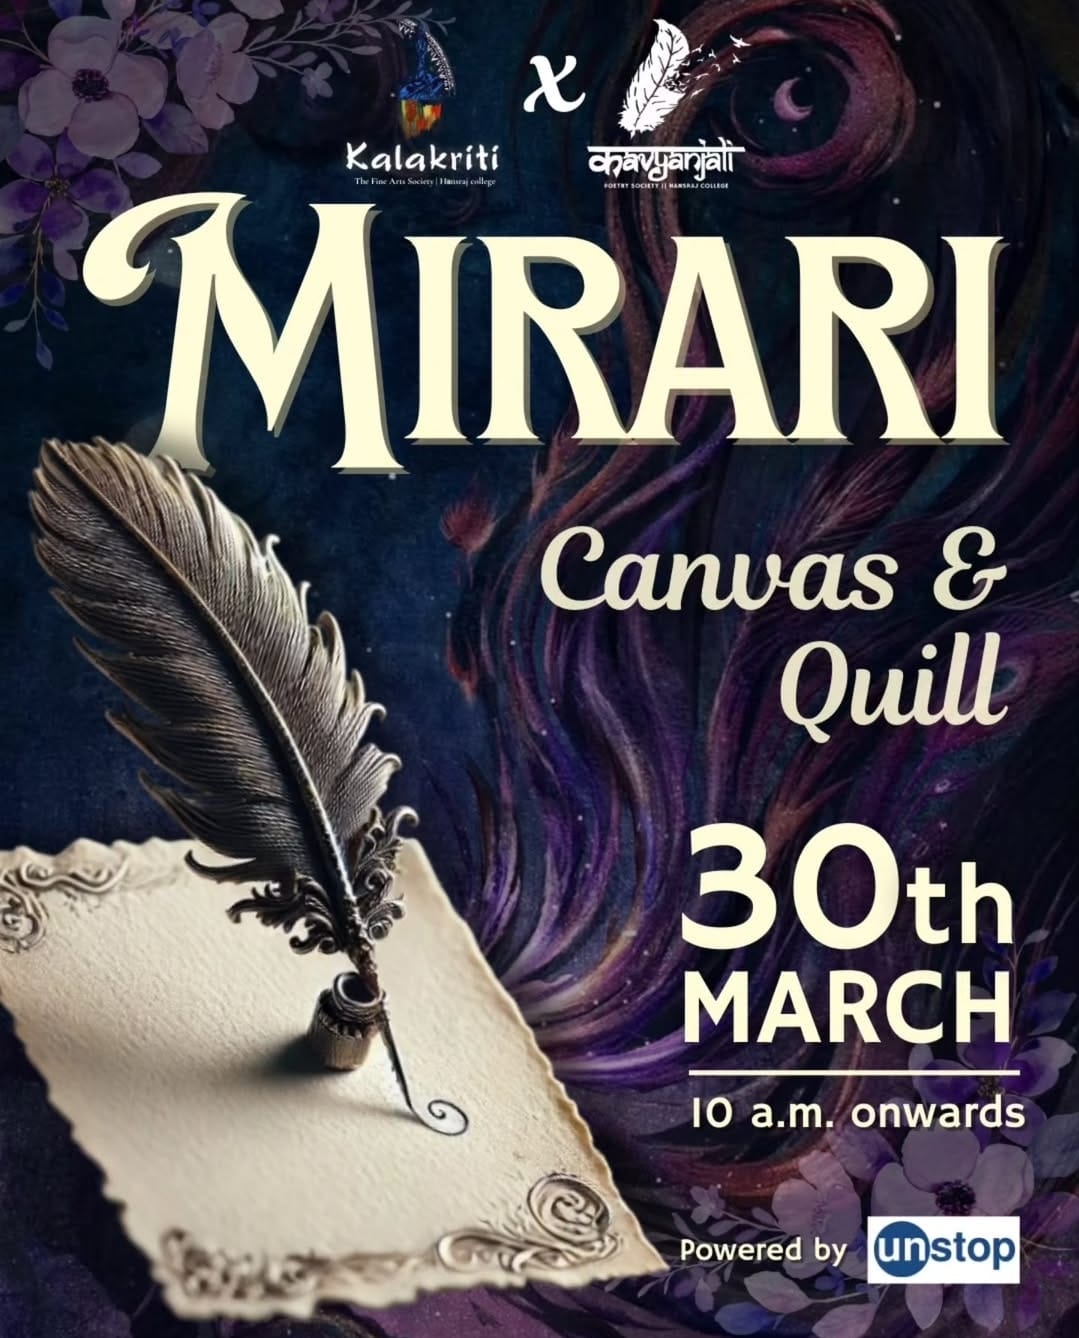 x
Kalakriti
The Fine Arts Society | Hansraj college
Kavyanjali
POETRY SOCIETY || HANSRAJ COLLEGE
MIRARI
Canvas &
Quill
30th
MARCH
10 a.m. onwards
Powered by unstop